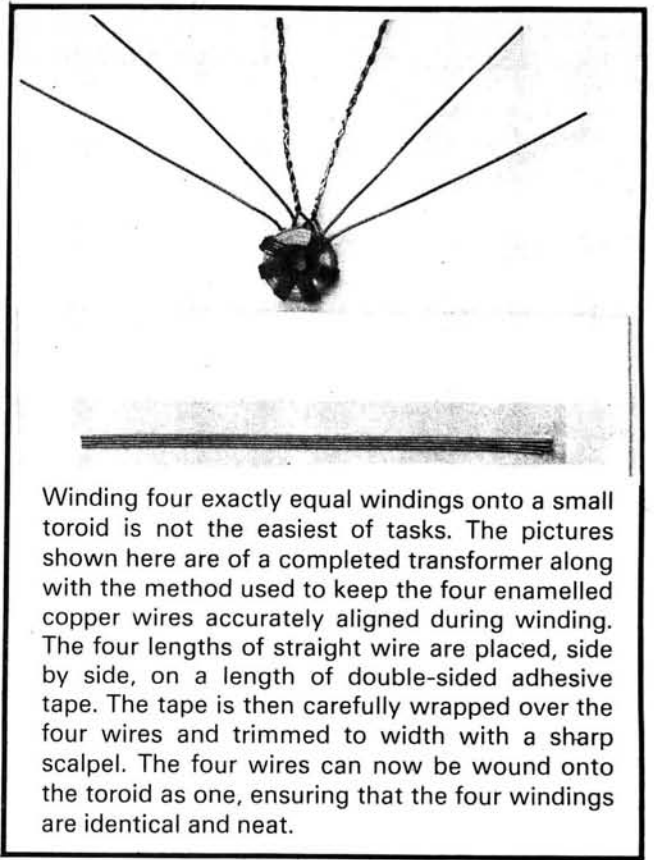 Winding four exactly equal windings onto a small
toroid is not the easiest of tasks. The pictures
shown here are of a completed transformer along
with the method used to keep the four enamelled
copper wires accurately aligned during winding.
The four lengths of straight wire are placed, side
by side, on a length of double-sided adhesive
tape. The tape is then carefully wrapped over the
four wires and trimmed to width with a sharp
scalpel. The four wires can now be wound onto
the toroid as one, ensuring that the four windings
are identical and neat.